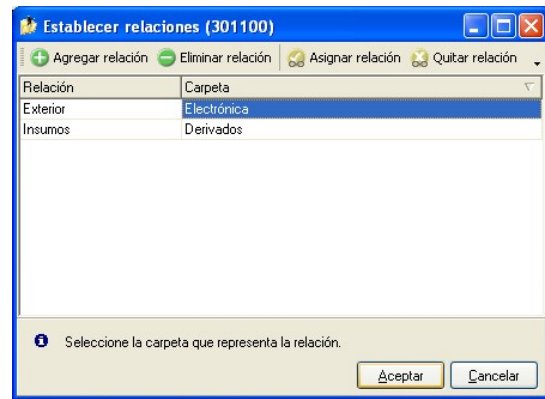 Establecer relaciones (301100)
Agregar relación Eliminar relación Asignar relación Quitar relación
Relación Carpeta
Exterior Electrónica
Insumos Derivados
Seleccione la carpeta que representa la relación.
Aceptar Cancelar